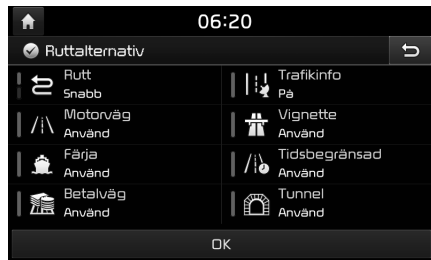 06:20
Ruttalternativ
Rutt
Snabb
Trafikinfo
På
Motorväg
Använd
Vignette
Använd
Färja
Använd
Tidsbegränsad
Använd
Betalväg
Använd
Tunnel
Använd
OK